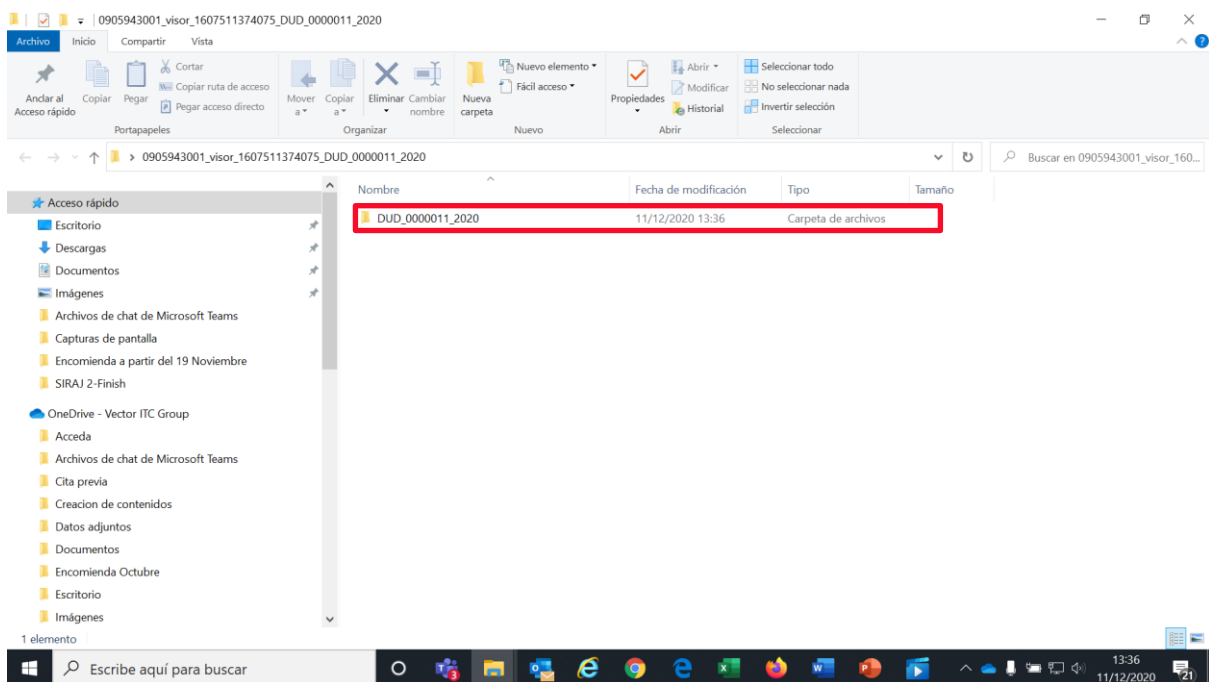 0905943001_visor_1607511374075_DUD_0000011_2020
Archivo Inicio Compartir Vista
Anclar al Acceso rápido
Copiar
Pegar
Cortar
Copiar ruta de acceso
Pegar acceso directo
Portapapeles
Mover a
Copiar a
Eliminar
Cambiar nombre
Organizar
Nueva carpeta
Nuevo elemento
Fácil acceso
Nuevo
Propiedades
Abrir
Modificar
Historial
Abrir
Seleccionar todo
No seleccionar nada
Invertir selección
Seleccionar
0905943001_visor_1607511374075_DUD_0000011_2020
Buscar en 0905943001_visor_160...
Nombre Fecha de modificación Tipo Tamaño
DUD_0000011_2020 11/12/2020 13:36 Carpeta de archivos
Acceso rápido
Escritorio
Descargas
Documentos
Imágenes
Archivos de chat de Microsoft Teams
Capturas de pantalla
Encomienda a partir del 19 Noviembre
SIRAJ 2-Finish
OneDrive - Vector ITC Group
Acceda
Archivos de chat de Microsoft Teams
Cita previa
Creacion de contenidos
Datos adjuntos
Documentos
Encomienda Octubre
Escritorio
Imágenes
1 elemento
Escribe aquí para buscar
3
13:36
11/12/2020
21